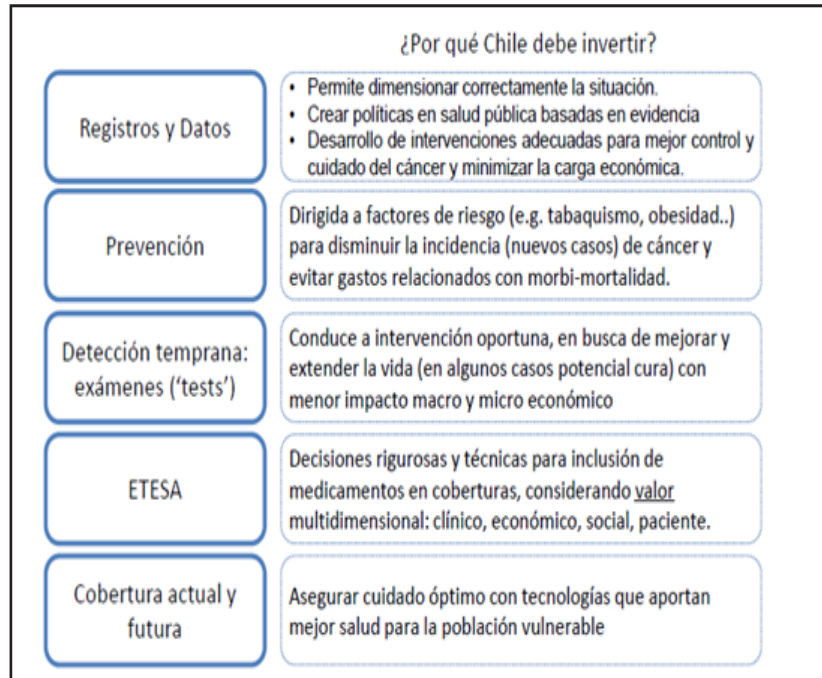 ¿Por qué Chile debe invertir?
Registros y Datos
• Permite dimensionar correctamente la situación.
• Crear políticas en salud pública basadas en evidencia
• Desarrollo de intervenciones adecuadas para mejor control y
cuidado del cáncer y minimizar la carga económica.
Prevención
Dirigida a factores de riesgo (e.g. tabaquismo, obesidad..)
para disminuir la incidencia (nuevos casos) de cáncer y
evitar gastos relacionados con morbi-mortalidad.
Detección temprana:
exámenes (‘tests’)
Conduce a intervención oportuna, en busca de mejorar y
extender la vida (en algunos casos potencial cura) con
menor impacto macro y micro económico
ETESA
Decisiones rigurosas y técnicas para inclusión de
medicamentos en coberturas, considerando valor
multidimensional: clínico, económico, social, paciente.
Cobertura actual y
futura
Asegurar cuidado óptimo con tecnologías que aportan
mejor salud para la población vulnerable